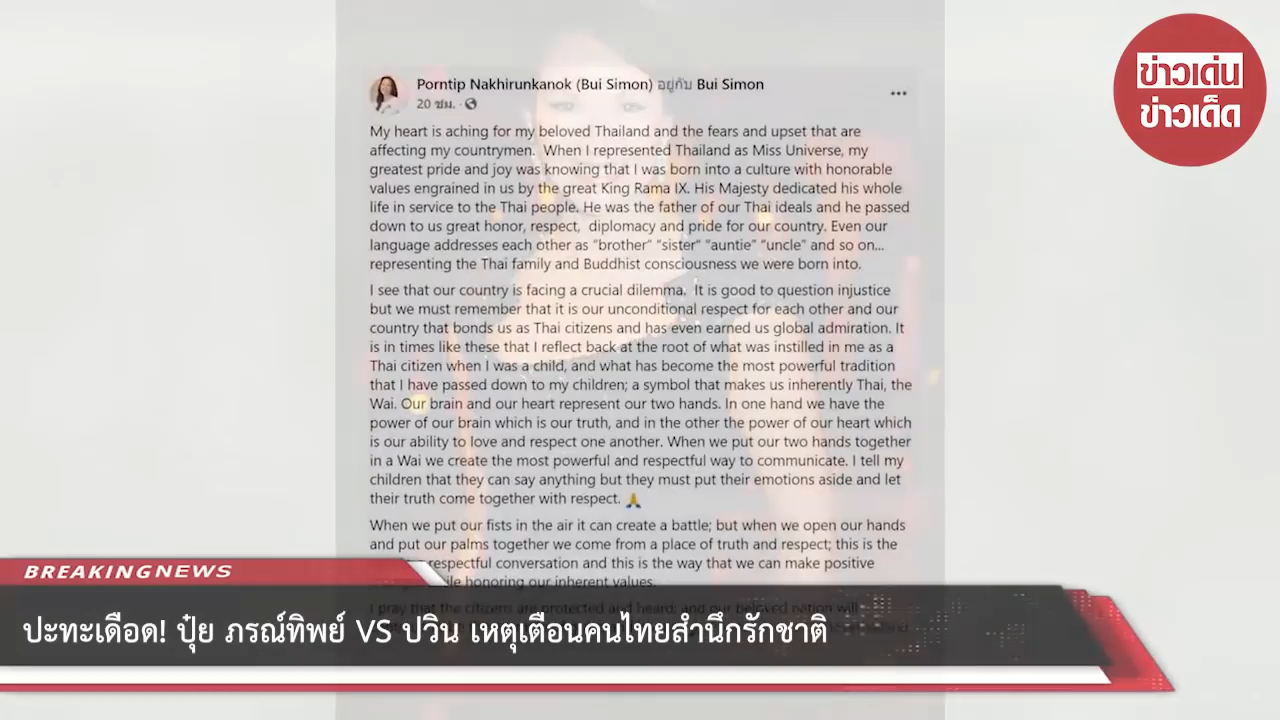 ข่าวเด่น
ข่าวเด็ด
Porntip Nakhirunkanok (Bui Simon) อยู่กับ Bui Simon
20 ชม. ·
My heart is aching for my beloved Thailand and the fears and upset that are
affecting my countrymen. When I represented Thailand as Miss Universe, my
greatest pride and joy was knowing that I was born into a culture with honorable
values engrained in us by the great King Rama IX. His Majesty dedicated his whole
life in service to the Thai people. He was the father of our Thai ideals and he passed
down to us great honor, respect, diplomacy and pride for our country. Even our
language addresses each other as “brother” “sister” “auntie” “uncle” and so on...
representing the Thai family and Buddhist consciousness we were born into.
I see that our country is facing a crucial dilemma. It is good to question injustice
but we must remember that it is our unconditional respect for each other and our
country that bonds us as Thai citizens and has even earned us global admiration. It
is in times like these that I reflect back at the root of what was instilled in me as a
Thai citizen when I was a child, and what has become the most powerful tradition
that I have passed down to my children; a symbol that makes us inherently Thai, the
Wai. Our brain and our heart represent our two hands. In one hand we have the
power of our brain which is our truth, and in the other the power of our heart which
is our ability to love and respect one another. When we put our two hands together
in a Wai we create the most powerful and respectful way to communicate. I tell my
children that they can say anything but they must put their emotions aside and let
their truth come together with respect. 🙏
When we put our fists in the air it can create a battle; but when we open our hands
and put our palms together we come from a place of truth and respect; this is the
respectful conversation and this is the way that we can make positive
honoring our inherent values.
I pray that the citizens are protected and heard; and our beloved nation will
BREAKINGNEWS
ปะทะเดือด! ปุ๋ย ภรณ์ทิพย์ VS ปวิน เหตุเตือนคนไทยสำนึกรักชาติ